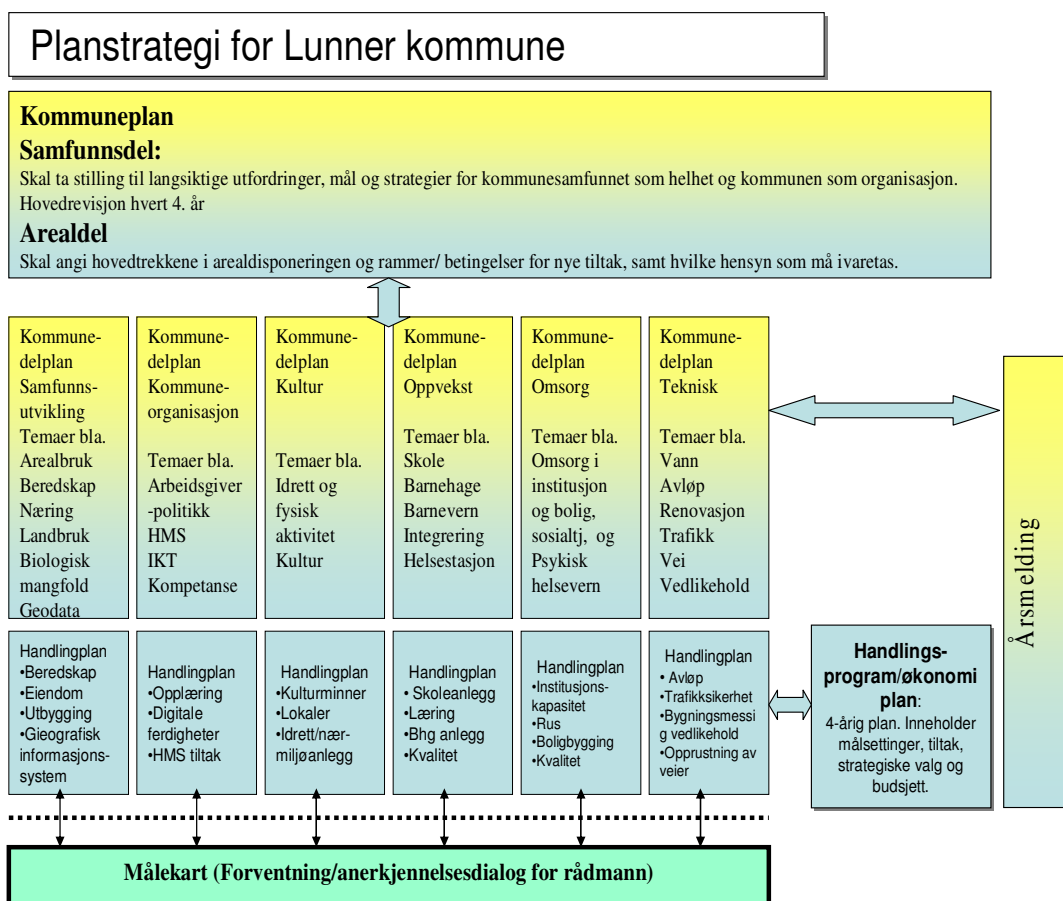 Planstrategi for Lunner kommune
Kommuneplan
Samfunnsdel:
Skal ta stilling til langsiktige utfordringer, mål og strategier for kommunesamfunnet som helhet og kommunen som organisasjon.
Hovedrevisjon hvert 4. år
Arealdel
Skal angi hovedtrekkene i arealdisponeringen og rammer/ betingelser for nye tiltak, samt hvilke hensyn som må ivaretas.
Kommune-
delplan
Samfunns-
utvikling
Temaer bla.
Arealbruk
Beredskap
Næring
Landbruk
Biologisk
mangfold
Geodata
Kommune-
delplan
Kommune-
organisasjon
Temaer bla.
Arbeidsgiver
-politikk
HMS
IKT
Kompetanse
Kommune-
delplan
Kultur
Temaer bla.
Idrett og
fysisk
aktivitet
Kultur
Kommune-
delplan
Oppvekst
Temaer bla.
Skole
Barnehage
Barnevern
Integrering
Helsestasjon
Kommune-
delplan
Omsorg
Temaer bla.
Omsorg i
institusjon
og bolig,
sosialtj, og
Psykisk
helsevern
Kommune-
delplan
Teknisk
Temaer bla.
Vann
Avløp
Renovasjon
Trafikk
Vei
Vedlikehold
Årsmelding
Handlingplan
•Beredskap
•Eiendom
•Utbygging
•Gieografisk
informasjons-
system
Handlingplan
•Opplæring
•Digitale
ferdigheter
•HMS tiltak
Handlingplan
•Kulturminner
•Lokaler
•Idrett/nær-
miljøanlegg
Handlingplan
• Skoleanlegg
•Læring
•Bhg anlegg
•Kvalitet
Handlingplan
•Institusjons-
kapasitet
•Rus
•Boligbygging
•Kvalitet
Handlingplan
• Avløp
•Trafikksikerhet
•Bygningsmessi
g vedlikehold
•Opprustning av
veier
Handlings-
program/økonomi
plan:
4-årig plan. Inneholder
målsettinger, tiltak,
strategiske valg og
budsjett.
Målekart (Forventning/anerkjennelsesdialog for rådmann)